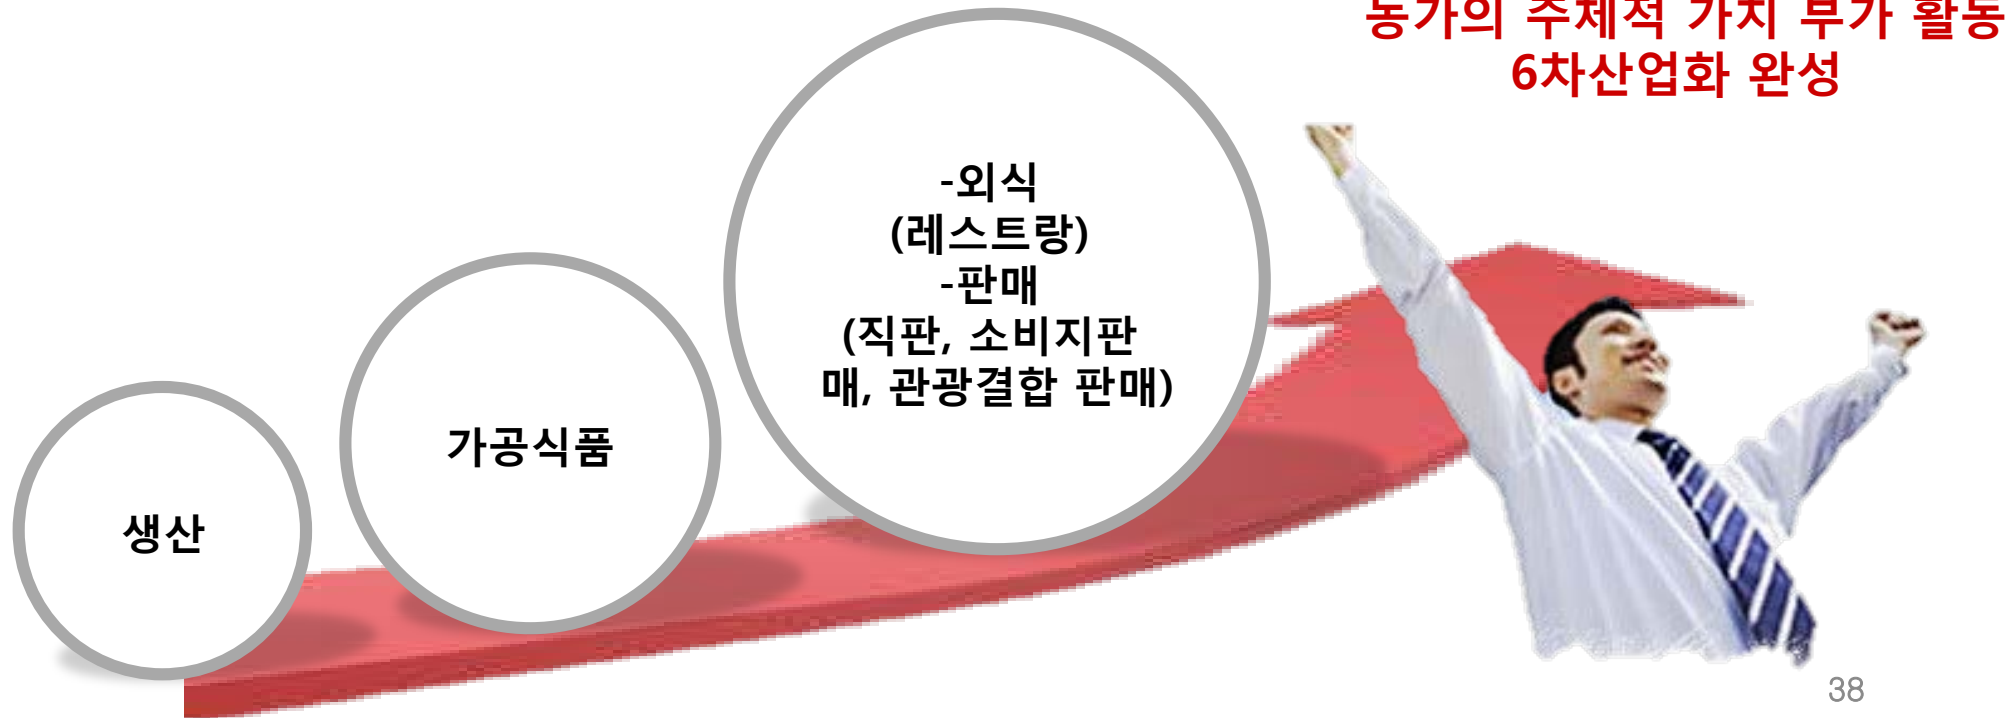 농가의 주체적 가치 부가 활동
6차산업화 완성
-외식
(레스트랑)
-판매
(직판, 소비지판
매, 관광결합 판매)
가공식품
생산
38